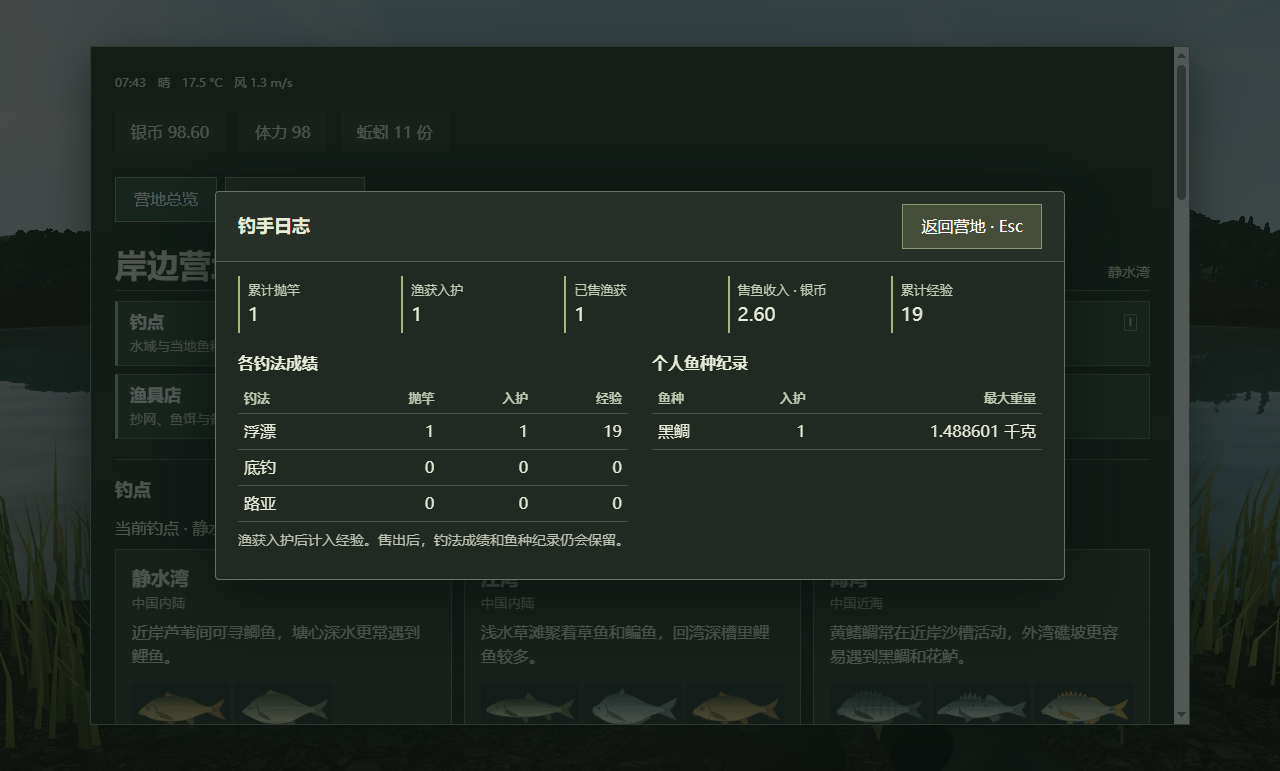 07:43 晴 17.5 °C 风 1.3 m/s
银币 98.60 体力 98 蚯蚓 11 份
营地总览
钓手日志 返回营地 · Esc
岸边营
静水湾
累计抛竿 渔获入护 已售渔获 售鱼收入 · 银币 累计经验
1 1 1 2.60 19
钓点
水域与当地鱼
渔具店
抄网、鱼饵与
各钓法成绩 个人鱼种纪录
钓法 抛竿 入护 经验 鱼种 入护 最大重量
浮漂 1 1 19 黑鲷 1 1.488601 千克
底钓 0 0 0
路亚 0 0 0
渔获入护后计入经验。售出后，钓法成绩和鱼种纪录仍会保留。
钓点
当前钓点 · 静水
静水湾
中国内陆
近岸芦苇间可寻鲫鱼，塘心深水更常遇到
鲤鱼。
中国内陆
浅水草滩聚着草鱼和鳊鱼，回湾深槽里鲤
鱼较多。
中国近海
黄鳍鲷常在近岸沙槽活动，外湾礁坡更容
易遇到黑鲷和花鲈。